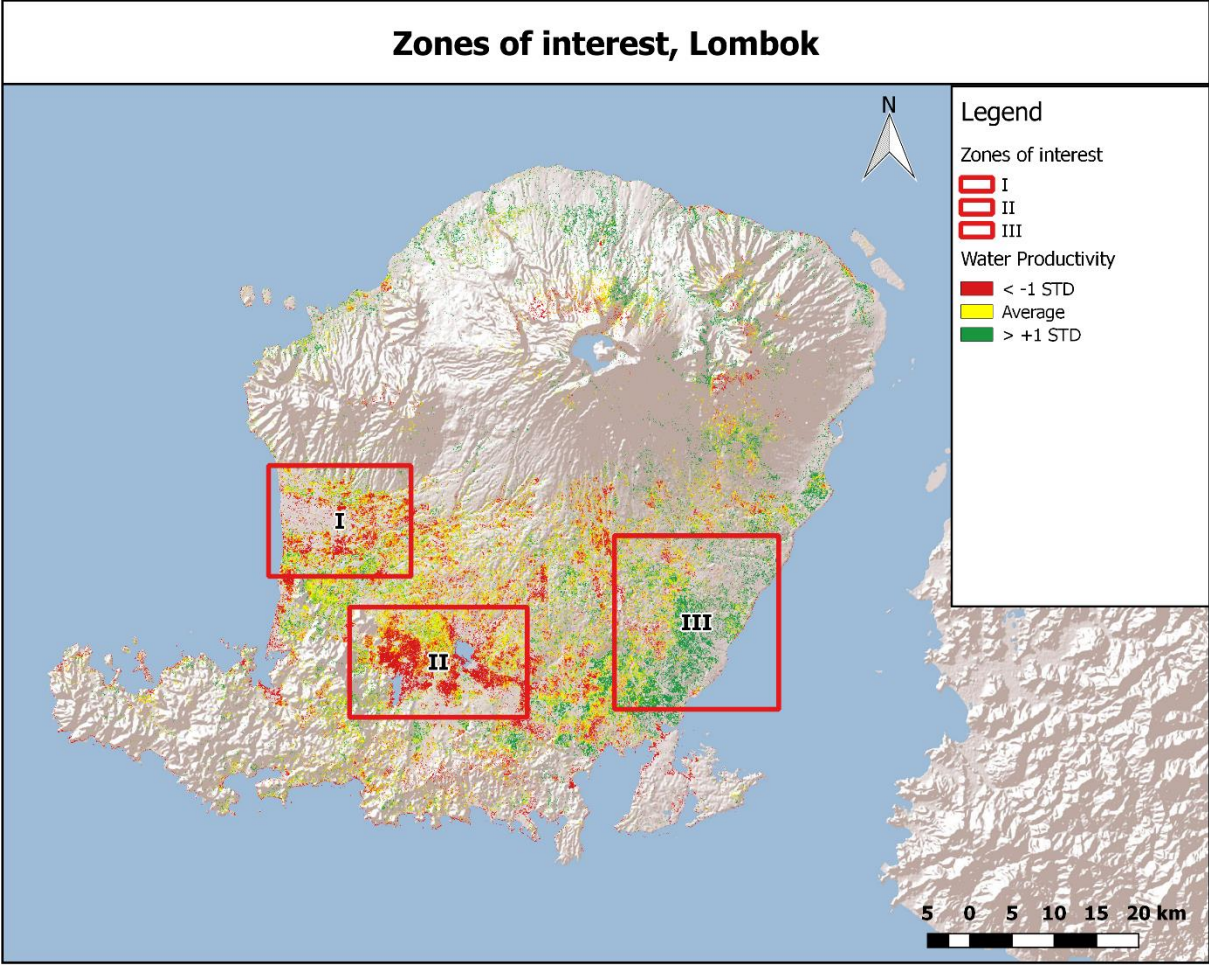 Zones of interest, Lombok
N
Legend
Zones of interest
I
II
III
Water Productivity
< -1 STD
Average
> +1 STD
I
II
III
5 0 5 10 15 20 km